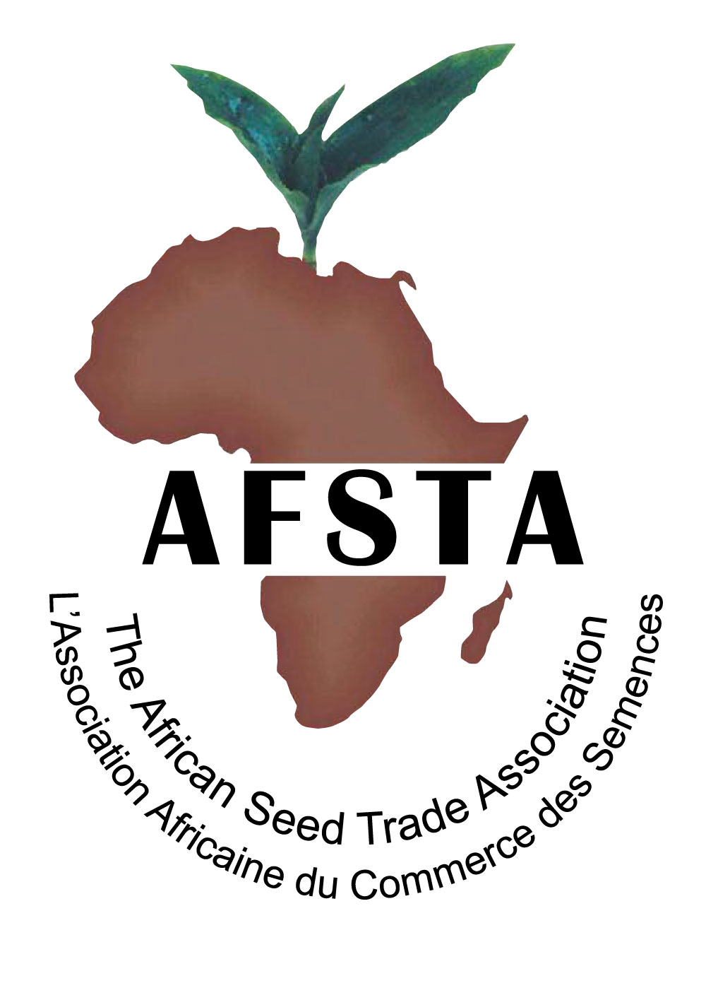 AFSTA
The African Seed Trade Association
L'Association Africaine du Commerce des Semences